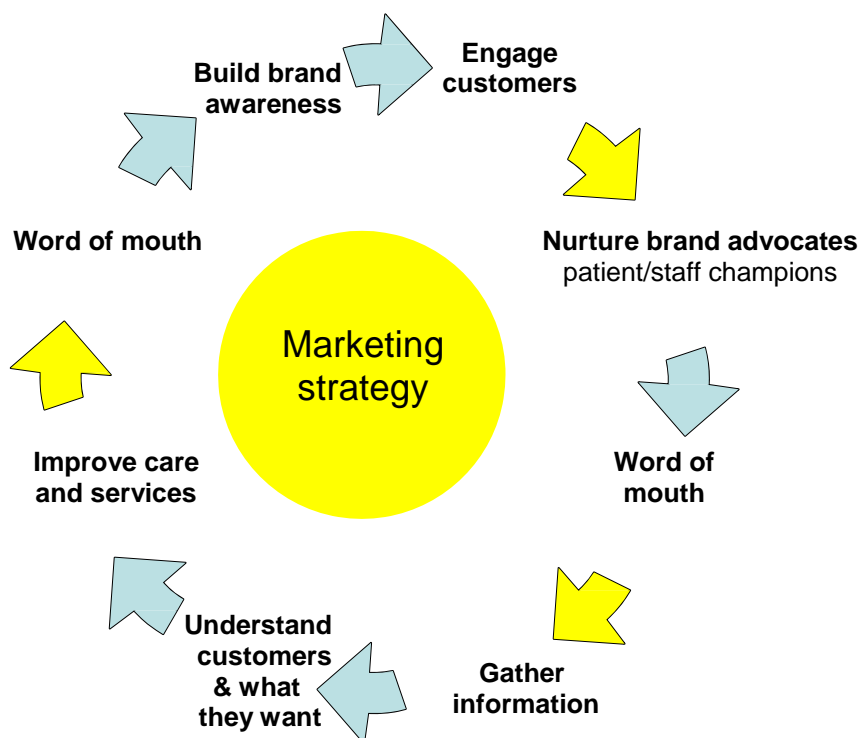 Build brand
awareness
Engage
customers
Nurture brand advocates
patient/staff champions
Word of
mouth
Gather
information
Understand
customers
& what
they want
Improve care
and services
Word of mouth
Marketing
strategy